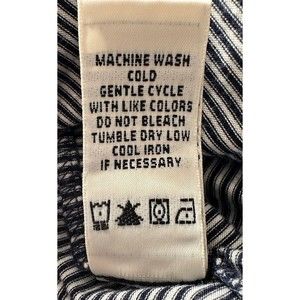 MACHINE WASH
COLD
GENTLE CYCLE
WITH LIKE COLORS
DO NOT BLEACH
TUMBLE DRY LOW
COOL IRON
IF NECESSARY